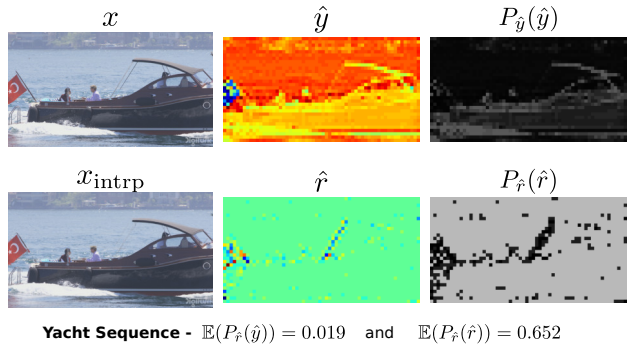 x ŷ P_ŷ(ŷ)
x_intrp r̂ P_r̂(r̂)
Yacht Sequence - 𝔼(P_r̂(ŷ)) = 0.019 and 𝔼(P_r̂(r̂)) = 0.652